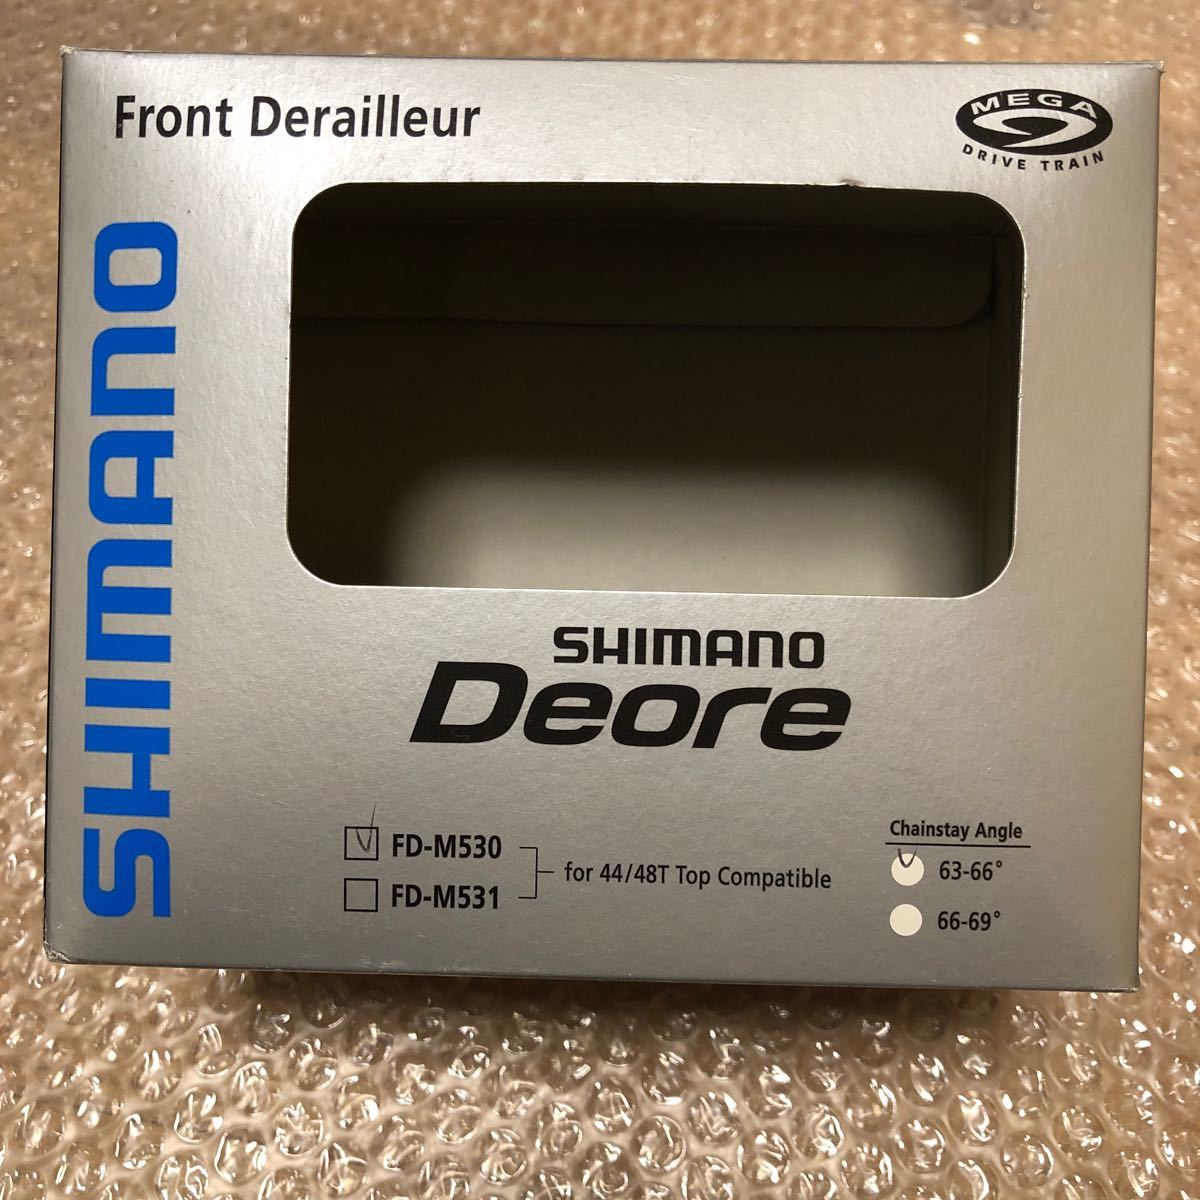 Front Derailleur
MEGA
9
DRIVE TRAIN
SHIMANO
SHIMANO
Deore
FD-M530
FD-M531
for 44/48T Top Compatible
Chainstay Angle
63-66°
66-69°